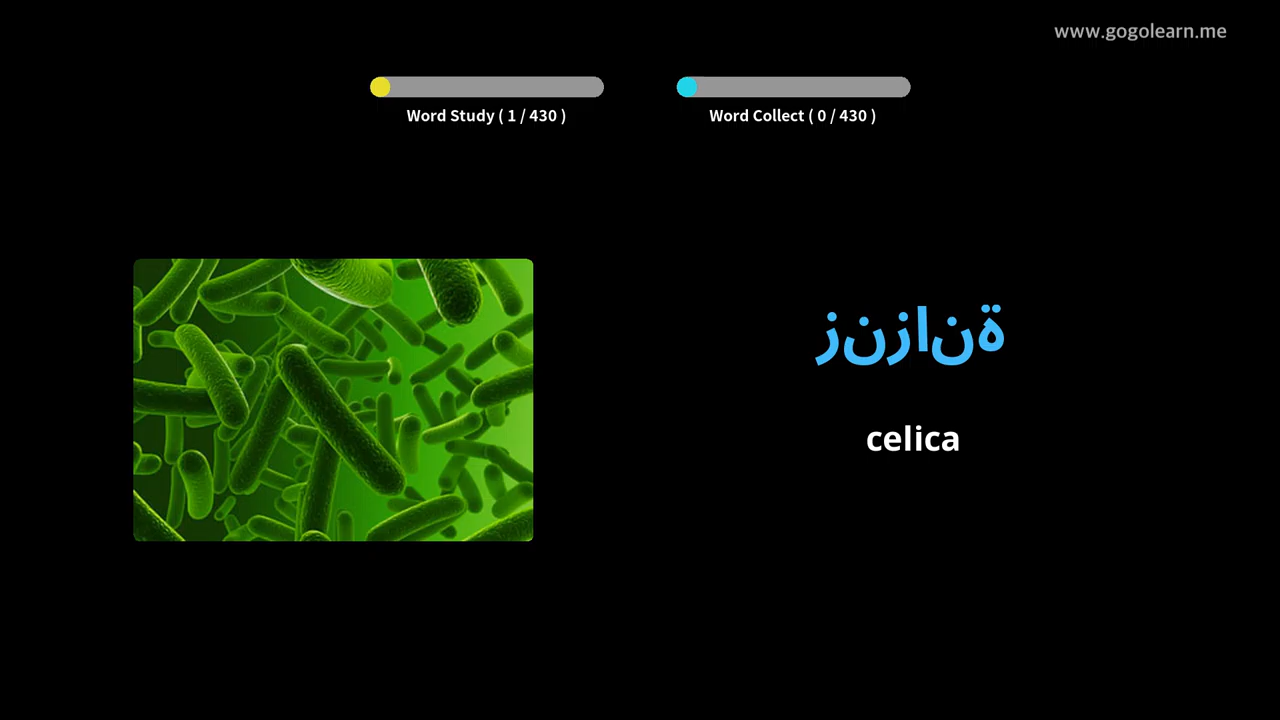 www.gogolearn.me
Word Study ( 1 / 430 )
Word Collect ( 0 / 430 )
زنزانة
celica